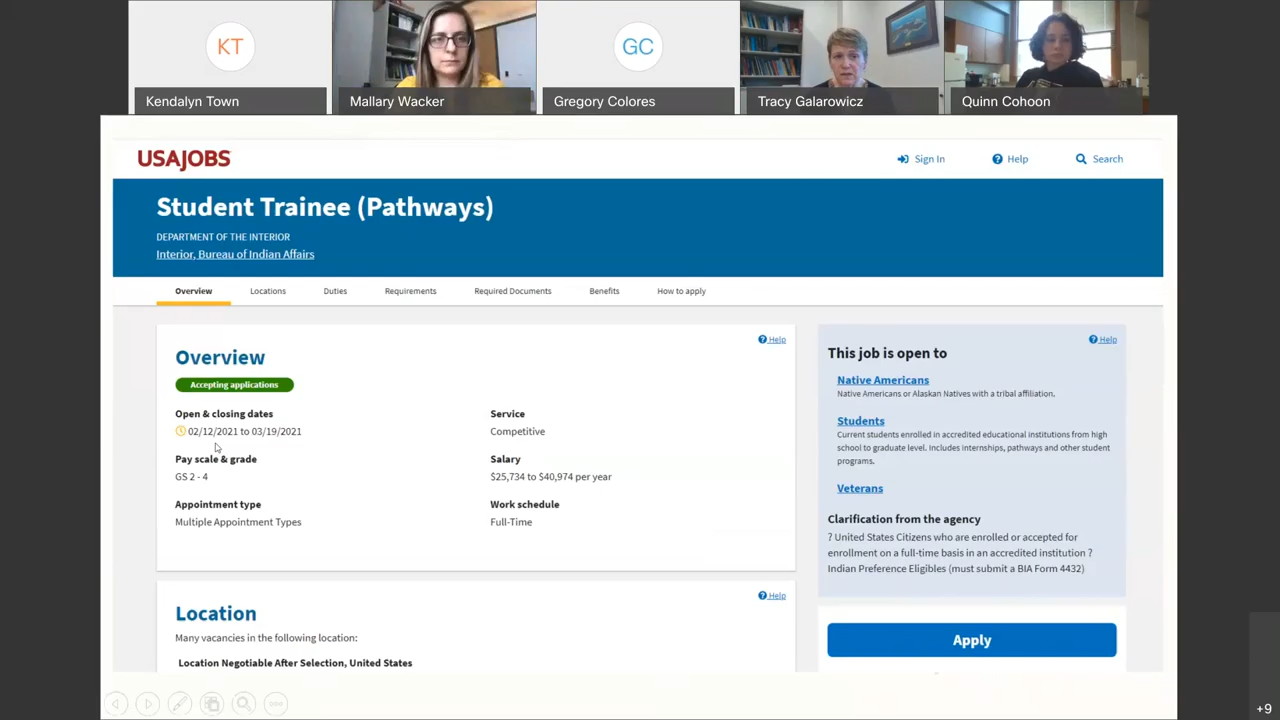 KT
GC
Kendalyn Town
Mallary Wacker
Gregory Colores
Tracy Galarowicz
Quinn Cohoon
USAJOBS
Sign In
Help
Search
Student Trainee (Pathways)
DEPARTMENT OF THE INTERIOR
Interior, Bureau of Indian Affairs
Overview
Locations
Duties
Requirements
Required Documents
Benefits
How to apply
Help
Overview
Accepting applications
Open & closing dates
02/12/2021 to 03/19/2021
Service
Competitive
Pay scale & grade
GS 2 - 4
Salary
$25,734 to $40,974 per year
Appointment type
Multiple Appointment Types
Work schedule
Full-Time
Help
Location
Many vacancies in the following location:
Location Negotiable After Selection, United States
Help
This job is open to
Native Americans
Native Americans or Alaskan Natives with a tribal affiliation.
Students
Current students enrolled in accredited educational institutions from high
school to graduate level. Includes internships, pathways and other student
programs.
Veterans
Clarification from the agency
? United States Citizens who are enrolled or accepted for
enrollment on a full-time basis in an accredited institution ?
Indian Preference Eligibles (must submit a BIA Form 4432)
Apply
+9